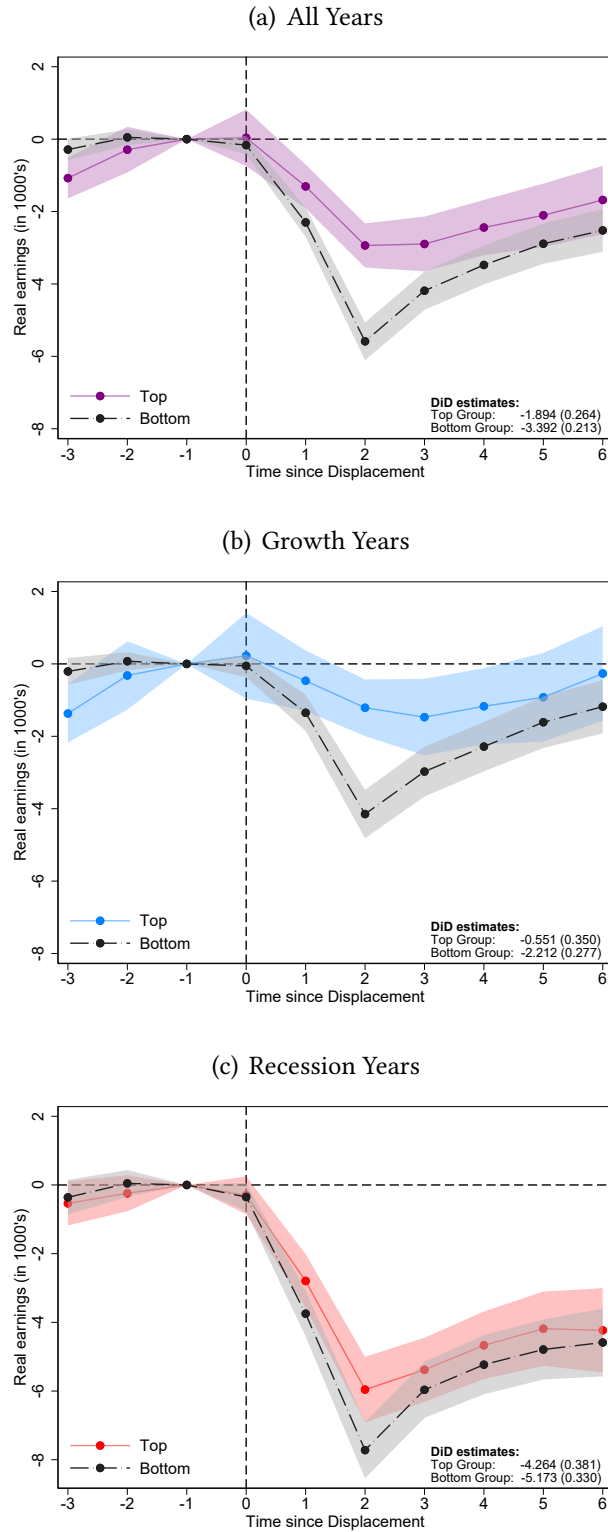 (a) All Years
Real earnings (in 1000's)
2
0
-2
-4
-6
-8
Top
Bottom
DiD estimates:
Top Group: -1.894 (0.264)
Bottom Group: -3.392 (0.213)
-3 -2 -1 0 1 2 3 4 5 6
Time since Displacement
(b) Growth Years
Real earnings (in 1000's)
2
0
-2
-4
-6
-8
Top
Bottom
DiD estimates:
Top Group: -0.551 (0.350)
Bottom Group: -2.212 (0.277)
-3 -2 -1 0 1 2 3 4 5 6
Time since Displacement
(c) Recession Years
Real earnings (in 1000's)
2
0
-2
-4
-6
-8
Top
Bottom
DiD estimates:
Top Group: -4.264 (0.381)
Bottom Group: -5.173 (0.330)
-3 -2 -1 0 1 2 3 4 5 6
Time since Displacement